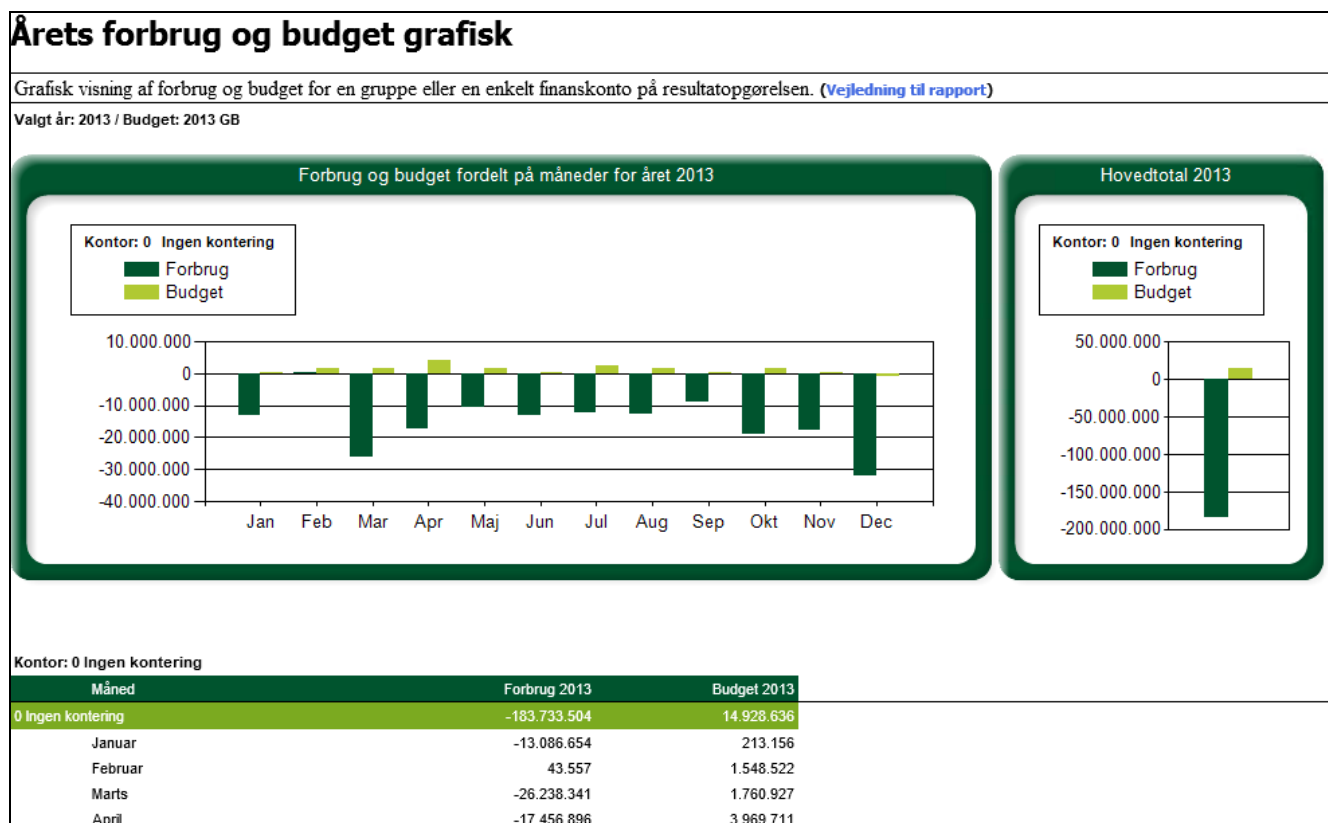 Årets forbrug og budget grafisk
Grafisk visning af forbrug og budget for en gruppe eller en enkelt finanskonto på resultatopgørelsen. (Vejledning til rapport)
Valgt år: 2013 / Budget: 2013 GB
Forbrug og budget fordelt på måneder for året 2013
Kontor: 0 Ingen kontering
Forbrug
Budget
10.000.000
0
-10.000.000
-20.000.000
-30.000.000
-40.000.000
Jan Feb Mar Apr Maj Jun Jul Aug Sep Okt Nov Dec
Hovedtotal 2013
Kontor: 0 Ingen kontering
Forbrug
Budget
50.000.000
0
-50.000.000
-100.000.000
-150.000.000
-200.000.000
Kontor: 0 Ingen kontering
Måned Forbrug 2013 Budget 2013
0 Ingen kontering -183.733.504 14.928.636
Januar -13.086.654 213.156
Februar 43.557 1.548.522
Marts -26.238.341 1.760.927
April -17.456.896 3.969.711